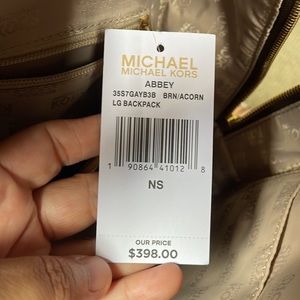 MICHAEL
MICHAEL KORS
ABBEY
35S7GAYB3B BRN/ACORN
LG BACKPACK
1 90864 41012 8
NS
OUR PRICE
$398.00